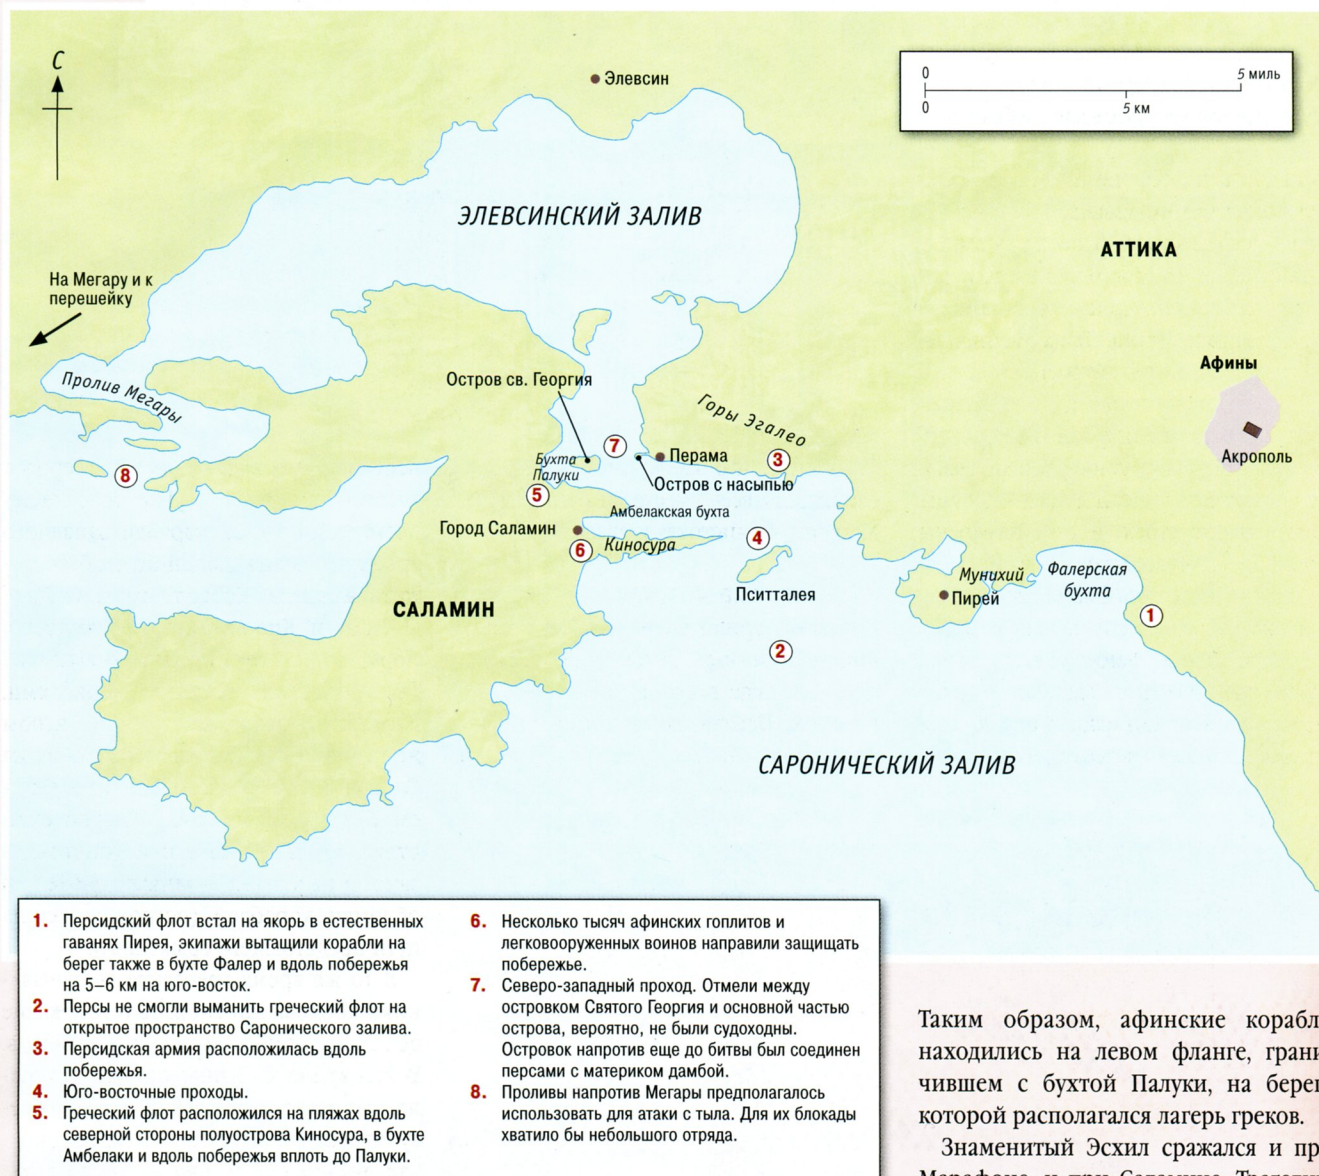 С
Элевсин
0
5 миль
0
5 км
ЭЛЕВСИНСКИЙ ЗАЛИВ
АТТИКА
На Мегару и к
перешейку
Афины
Пролив Мегары
Остров св. Георгия
Горы Эгалео
Акрополь
7
Перама
3
Бухта
Палуки
8
5
Остров с насыпью
Амбелакская бухта
Город Саламин
6
Киносура
4
Мунихий
Фалерская
бухта
Пситталея
Пирей
САЛАМИН
1
2
САРОНИЧЕСКИЙ ЗАЛИВ
1. Персидский флот встал на якорь в естественных
гаванях Пирея, экипажи вытащили корабли на
берег также в бухте Фалер и вдоль побережья
на 5–6 км на юго-восток.
2. Персы не смогли выманить греческий флот на
открытое пространство Саронического залива.
3. Персидская армия расположилась вдоль
побережья.
4. Юго-восточные проходы.
5. Греческий флот расположился на пляжах вдоль
северной стороны полуострова Киносура, в бухте
Амбелаки и вдоль побережья вплоть до Палуки.
6. Несколько тысяч афинских гоплитов и
легковооруженных воинов направили защищать
побережье.
7. Северо-западный проход. Отмели между
островком Святого Георгия и основной частью
острова, вероятно, не были судоходны.
Островок напротив еще до битвы был соединен
персами с материком дамбой.
8. Проливы напротив Мегары предполагалось
использовать для атаки с тыла. Для их блокады
хватило бы небольшого отряда.
Таким образом, афинские корабл
находились на левом фланге, грани
чившем с бухтой Палуки, на берег
которой располагался лагерь греков.
Знаменитый Эсхил сражался и пр